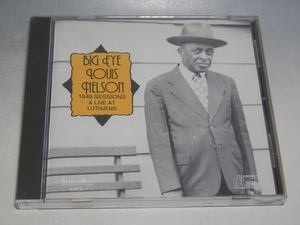 BIG EYE
LOUIS
NELSON
1949 SESSIONS
& LIVE AT
LUTHJENS